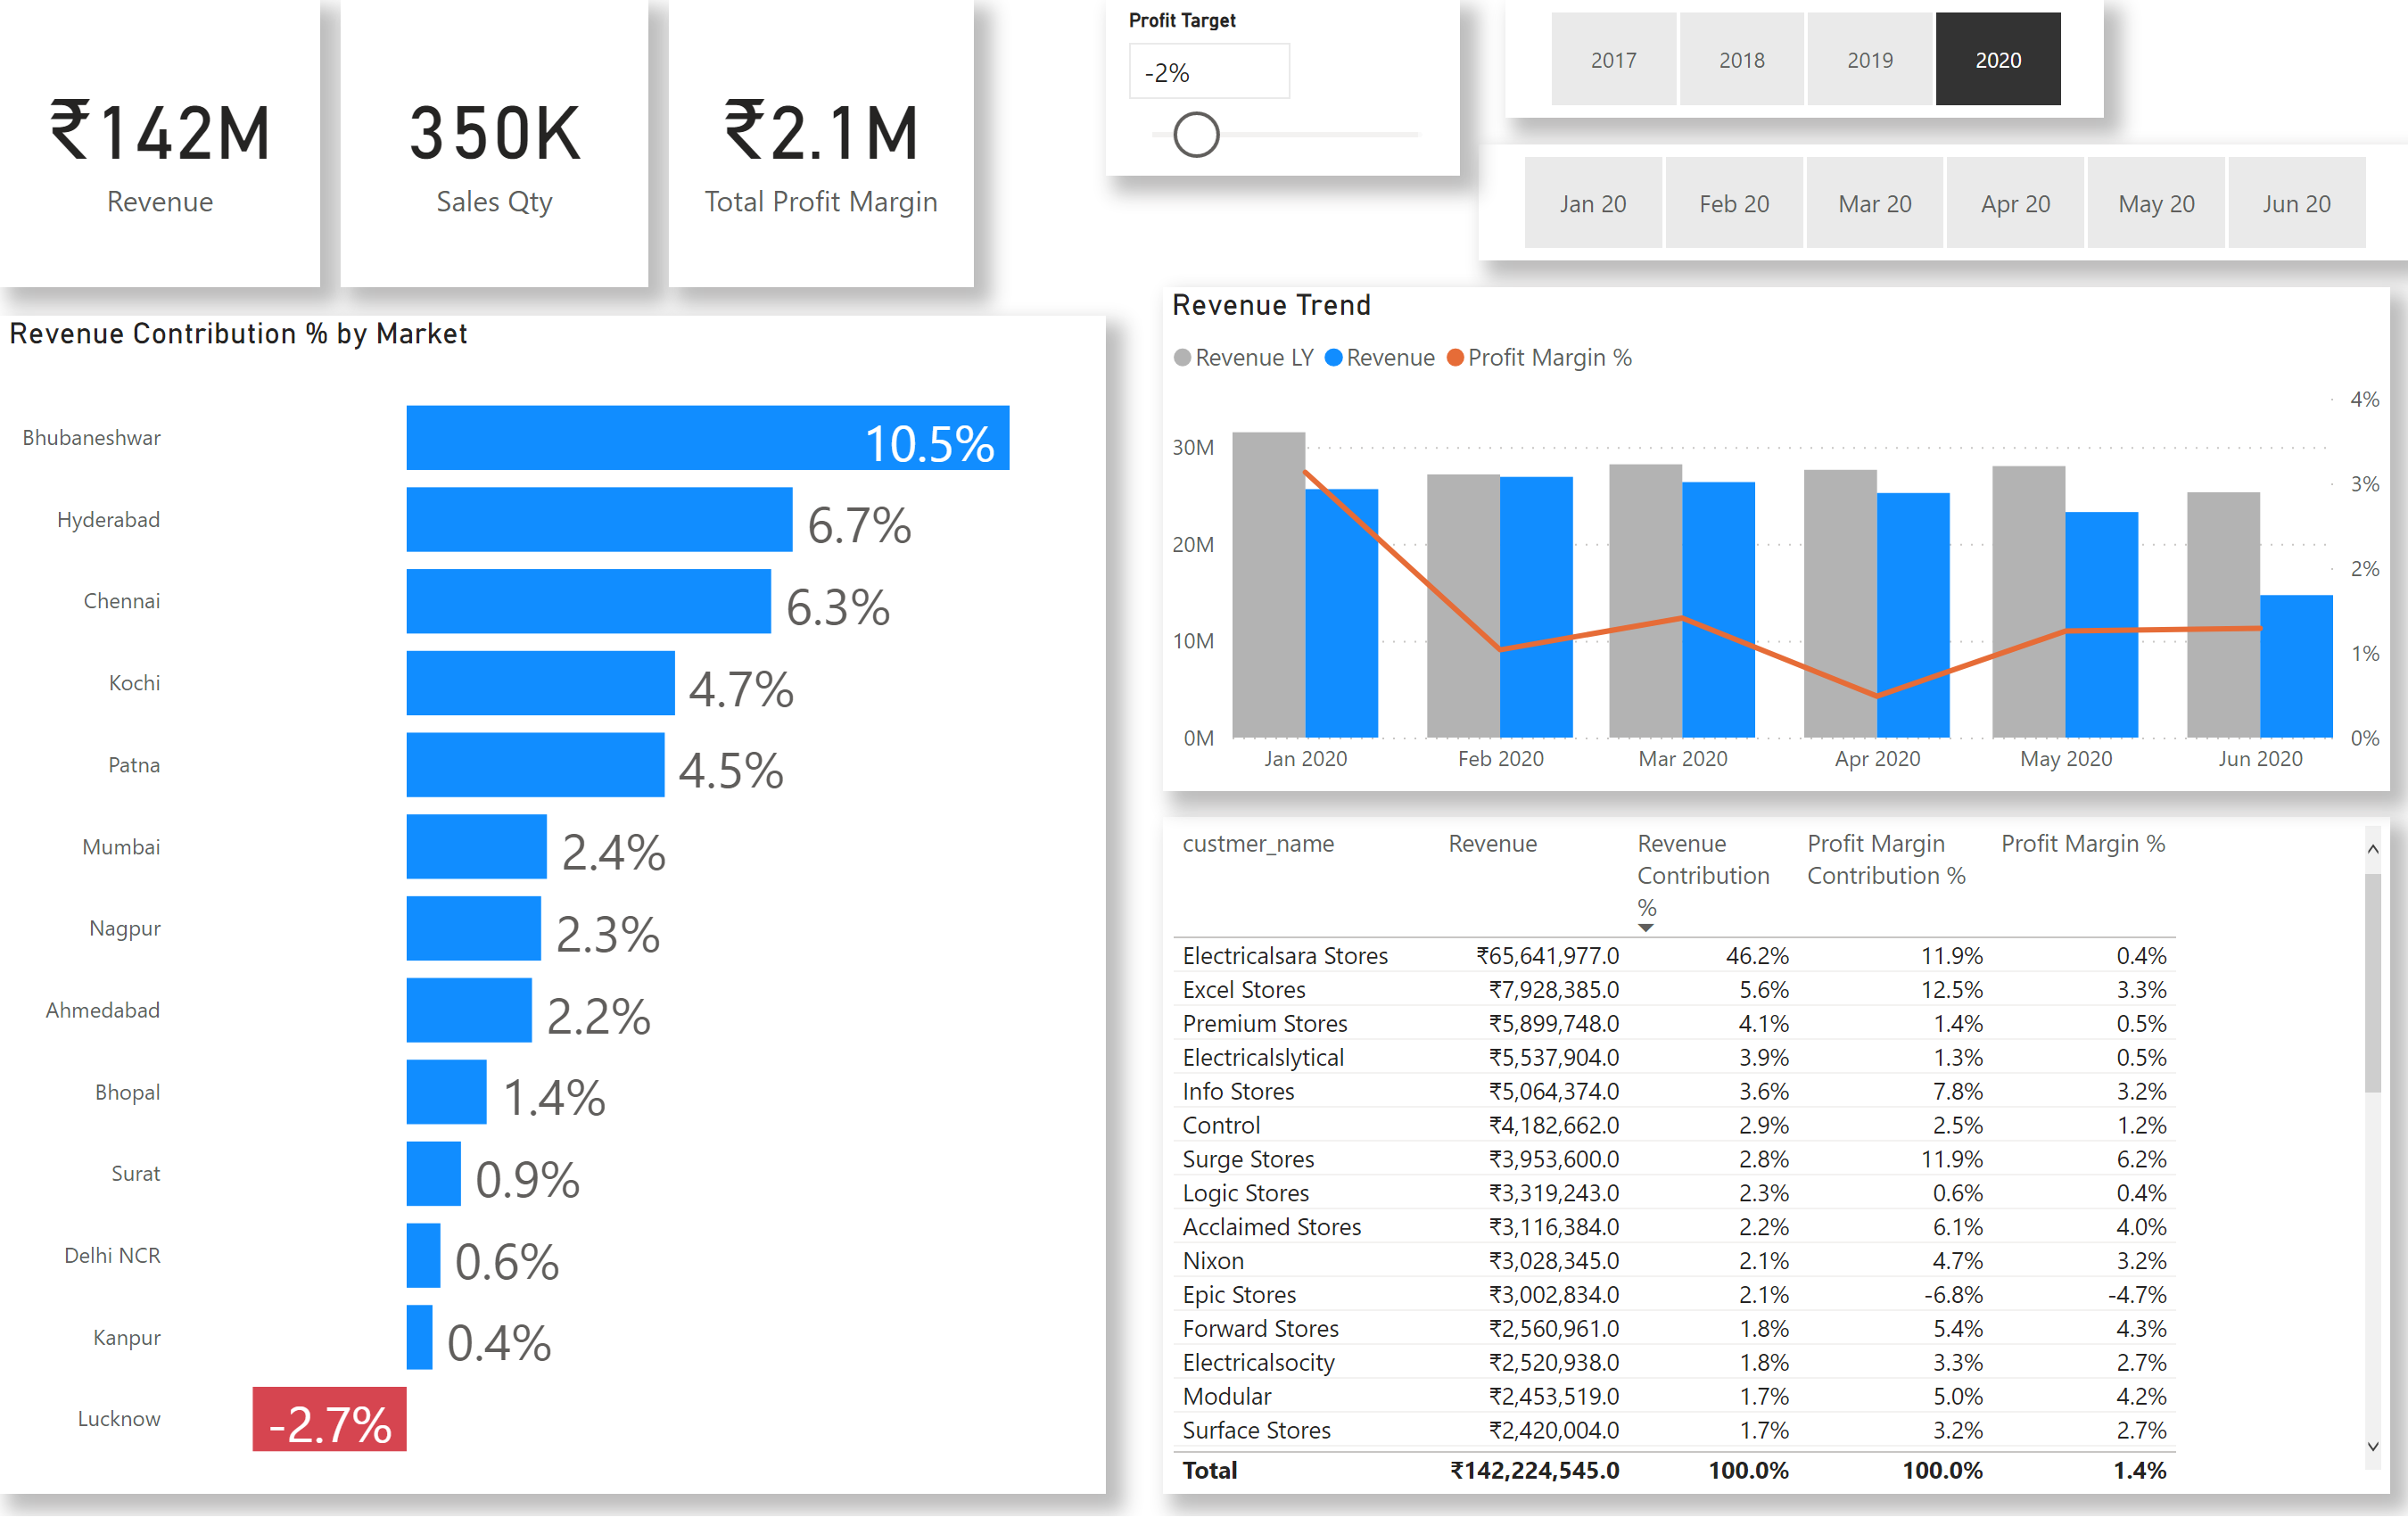 ₹142M
Revenue
350K
Sales Qty
₹2.1M
Total Profit Margin
Profit Target
-2%
2017 2018 2019 2020
Jan 20 Feb 20 Mar 20 Apr 20 May 20 Jun 20
Revenue Contribution % by Market
Bhubaneshwar 10.5%
Hyderabad 6.7%
Chennai 6.3%
Kochi 4.7%
Patna 4.5%
Mumbai 2.4%
Nagpur 2.3%
Ahmedabad 2.2%
Bhopal 1.4%
Surat 0.9%
Delhi NCR 0.6%
Kanpur 0.4%
Lucknow -2.7%
Revenue Trend
Revenue LY Revenue Profit Margin %
4%
30M
3%
20M
2%
10M
1%
0M
0%
Jan 2020 Feb 2020 Mar 2020 Apr 2020 May 2020 Jun 2020
custmer_name Revenue Revenue Profit Margin Profit Margin %
Contribution Contribution %
%
Electricalsara Stores ₹65,641,977.0 46.2% 11.9% 0.4%
Excel Stores ₹7,928,385.0 5.6% 12.5% 3.3%
Premium Stores ₹5,899,748.0 4.1% 1.4% 0.5%
Electricalslytical ₹5,537,904.0 3.9% 1.3% 0.5%
Info Stores ₹5,064,374.0 3.6% 7.8% 3.2%
Control ₹4,182,662.0 2.9% 2.5% 1.2%
Surge Stores ₹3,953,600.0 2.8% 11.9% 6.2%
Logic Stores ₹3,319,243.0 2.3% 0.6% 0.4%
Acclaimed Stores ₹3,116,384.0 2.2% 6.1% 4.0%
Nixon ₹3,028,345.0 2.1% 4.7% 3.2%
Epic Stores ₹3,002,834.0 2.1% -6.8% -4.7%
Forward Stores ₹2,560,961.0 1.8% 5.4% 4.3%
Electricalsocity ₹2,520,938.0 1.8% 3.3% 2.7%
Modular ₹2,453,519.0 1.7% 5.0% 4.2%
Surface Stores ₹2,420,004.0 1.7% 3.2% 2.7%
Total ₹142,224,545.0 100.0% 100.0% 1.4%